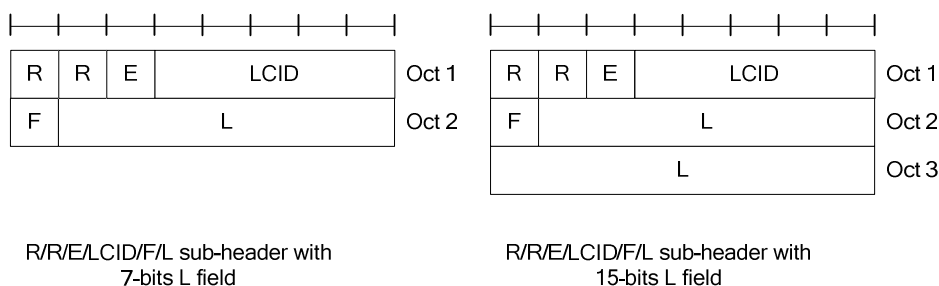 R R E LCID Oct 1
F L Oct 2
R/R/E/LCID/F/L sub-header with
7-bits L field
R R E LCID Oct 1
F L Oct 2
L Oct 3
R/R/E/LCID/F/L sub-header with
15-bits L field